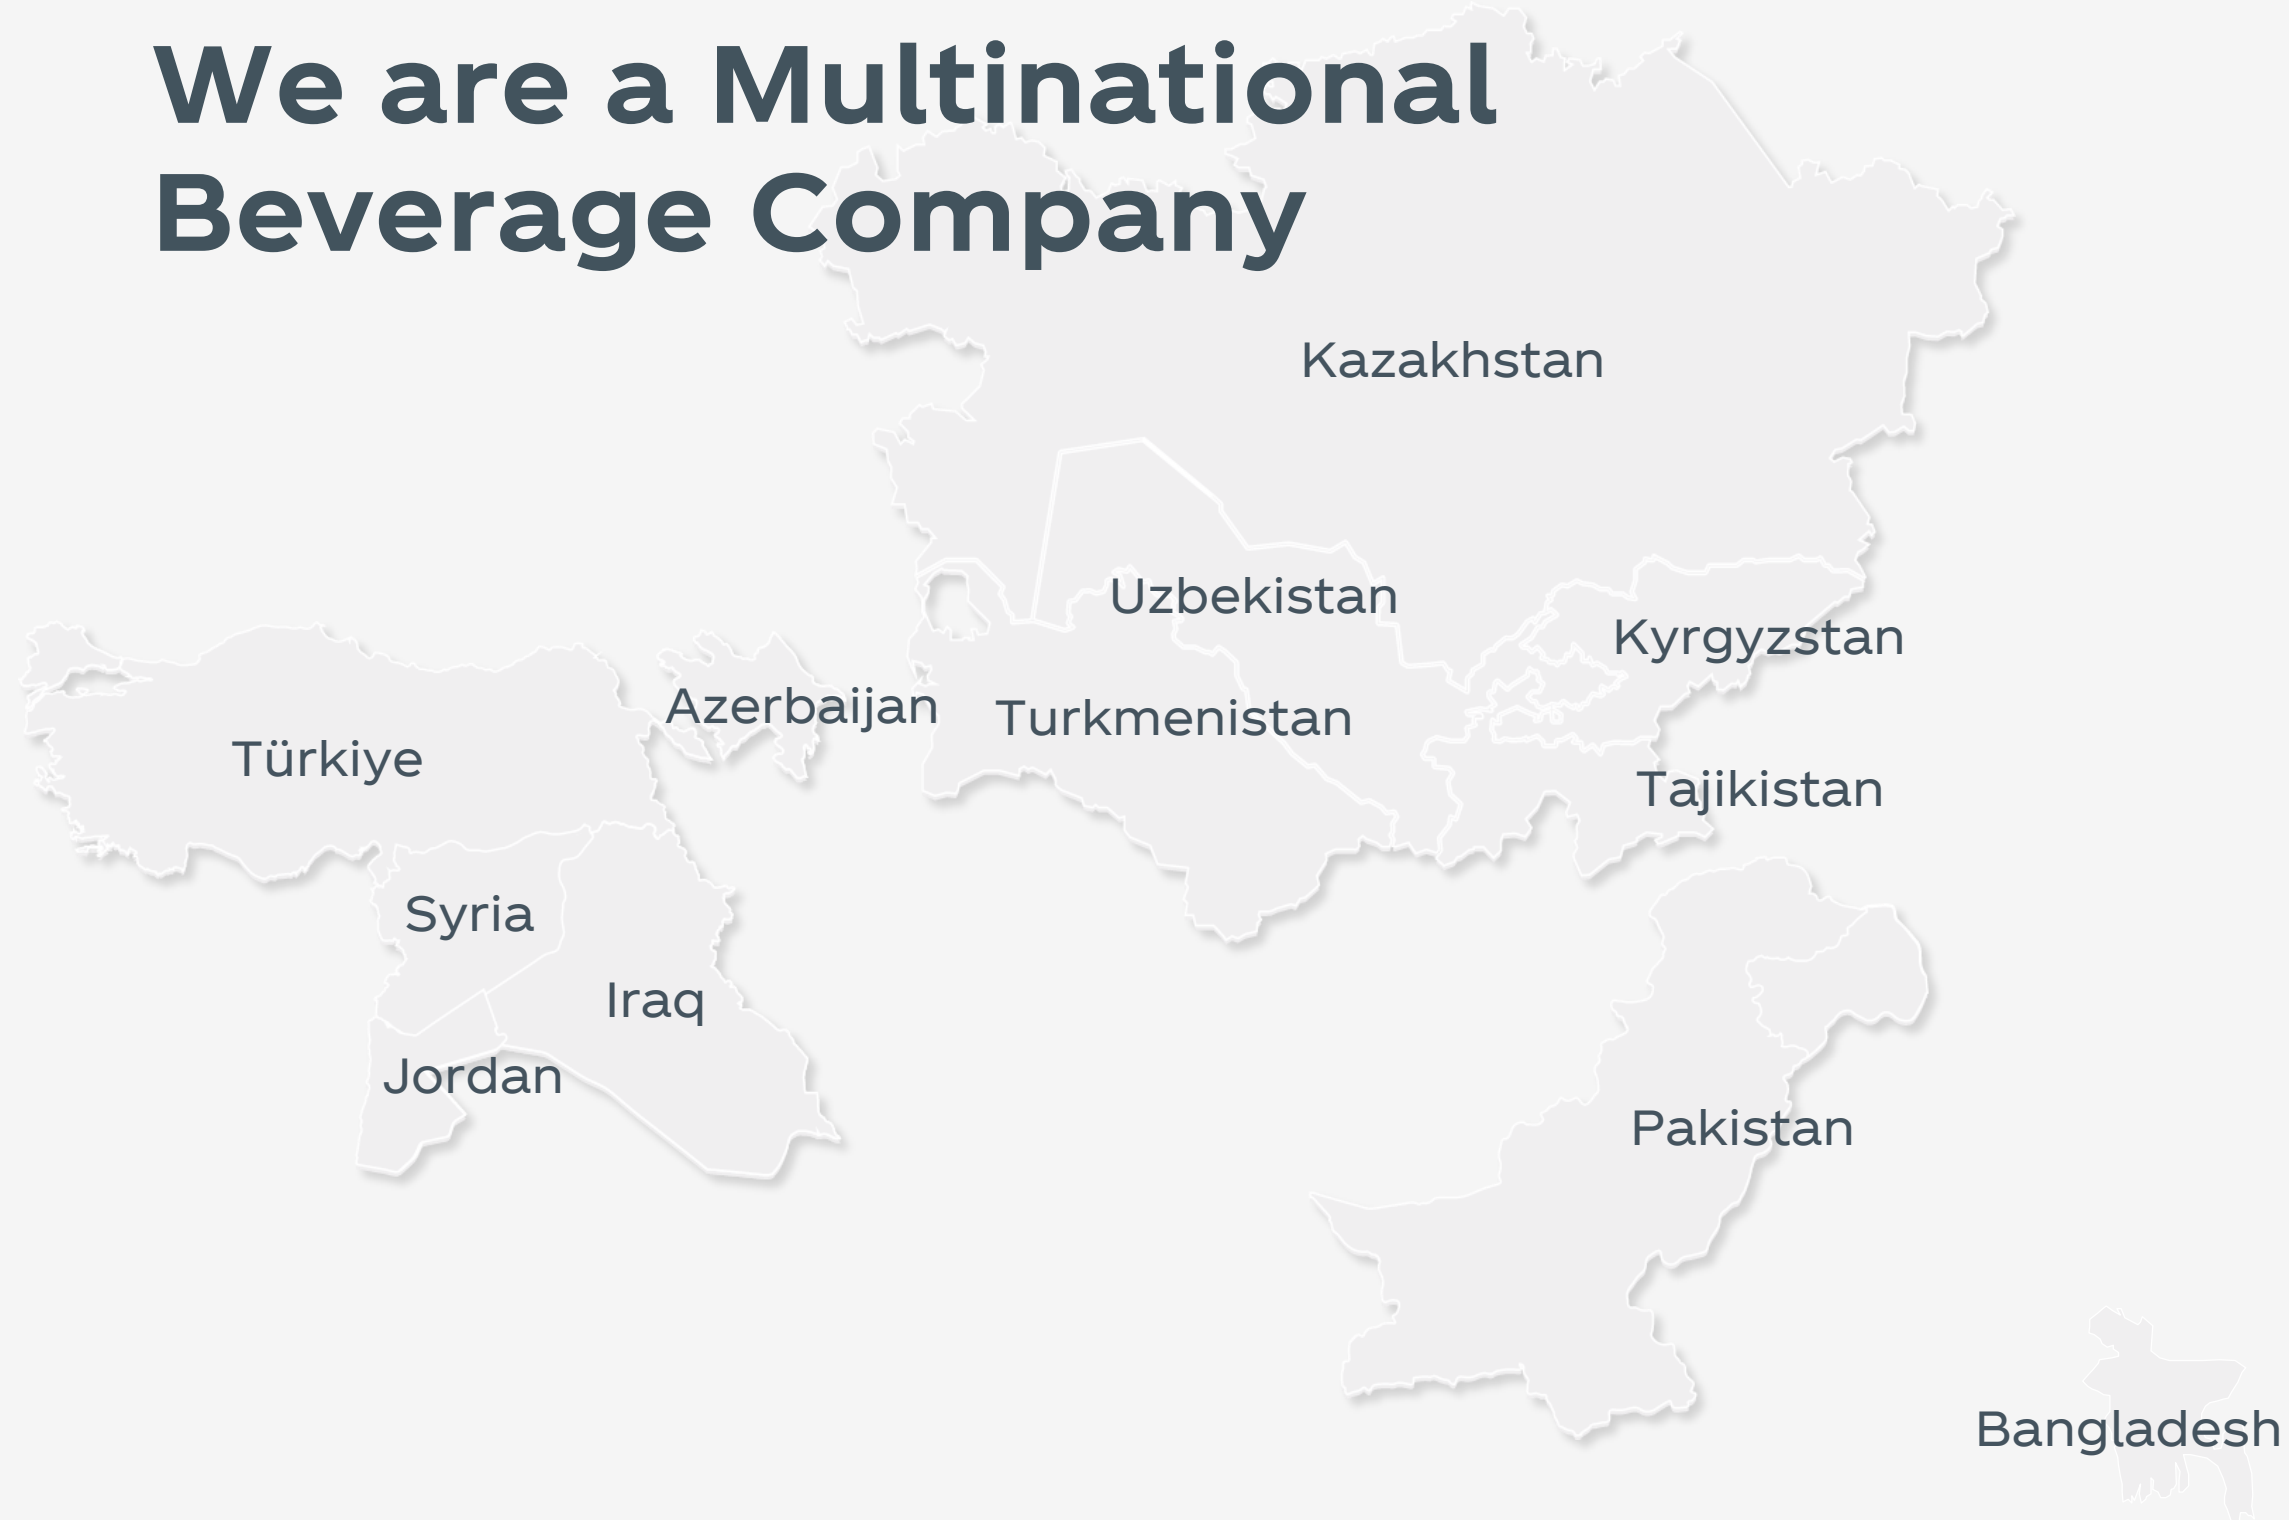 We are a Multinational
Beverage Company
Kazakhstan
Uzbekistan
Kyrgyzstan
Azerbaijan
Turkmenistan
Türkiye
Tajikistan
Syria
Iraq
Jordan
Pakistan
Bangladesh